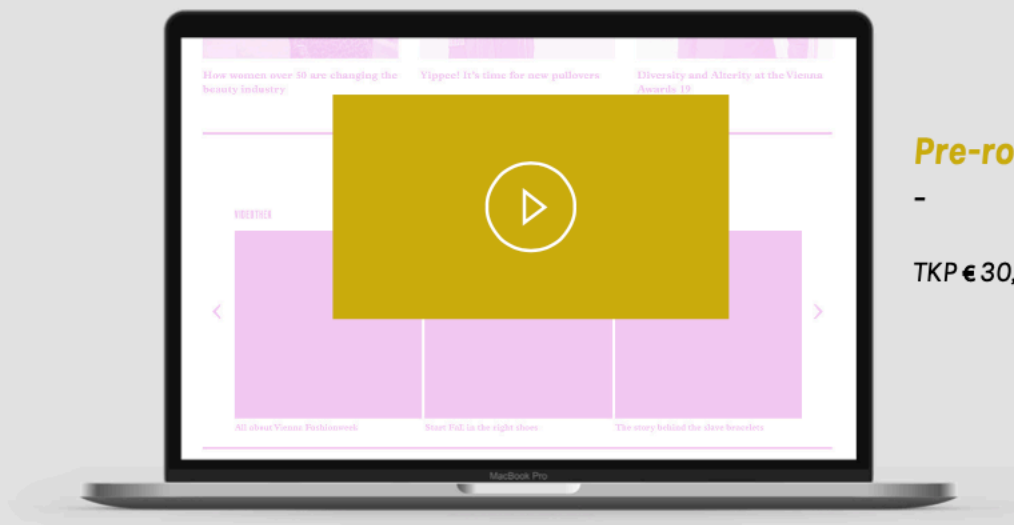 How women over 50 are changing the
beauty industry
Yippee! It's time for new pullovers
Diversity and Alterity at the Vienna
Awards 19
VIDEOTHEK
All about Vienna Fashionweek
Start Fall in the right shoes
The story behind the slave bracelets
MacBook Pro
Pre-ro
-
TKP € 30,